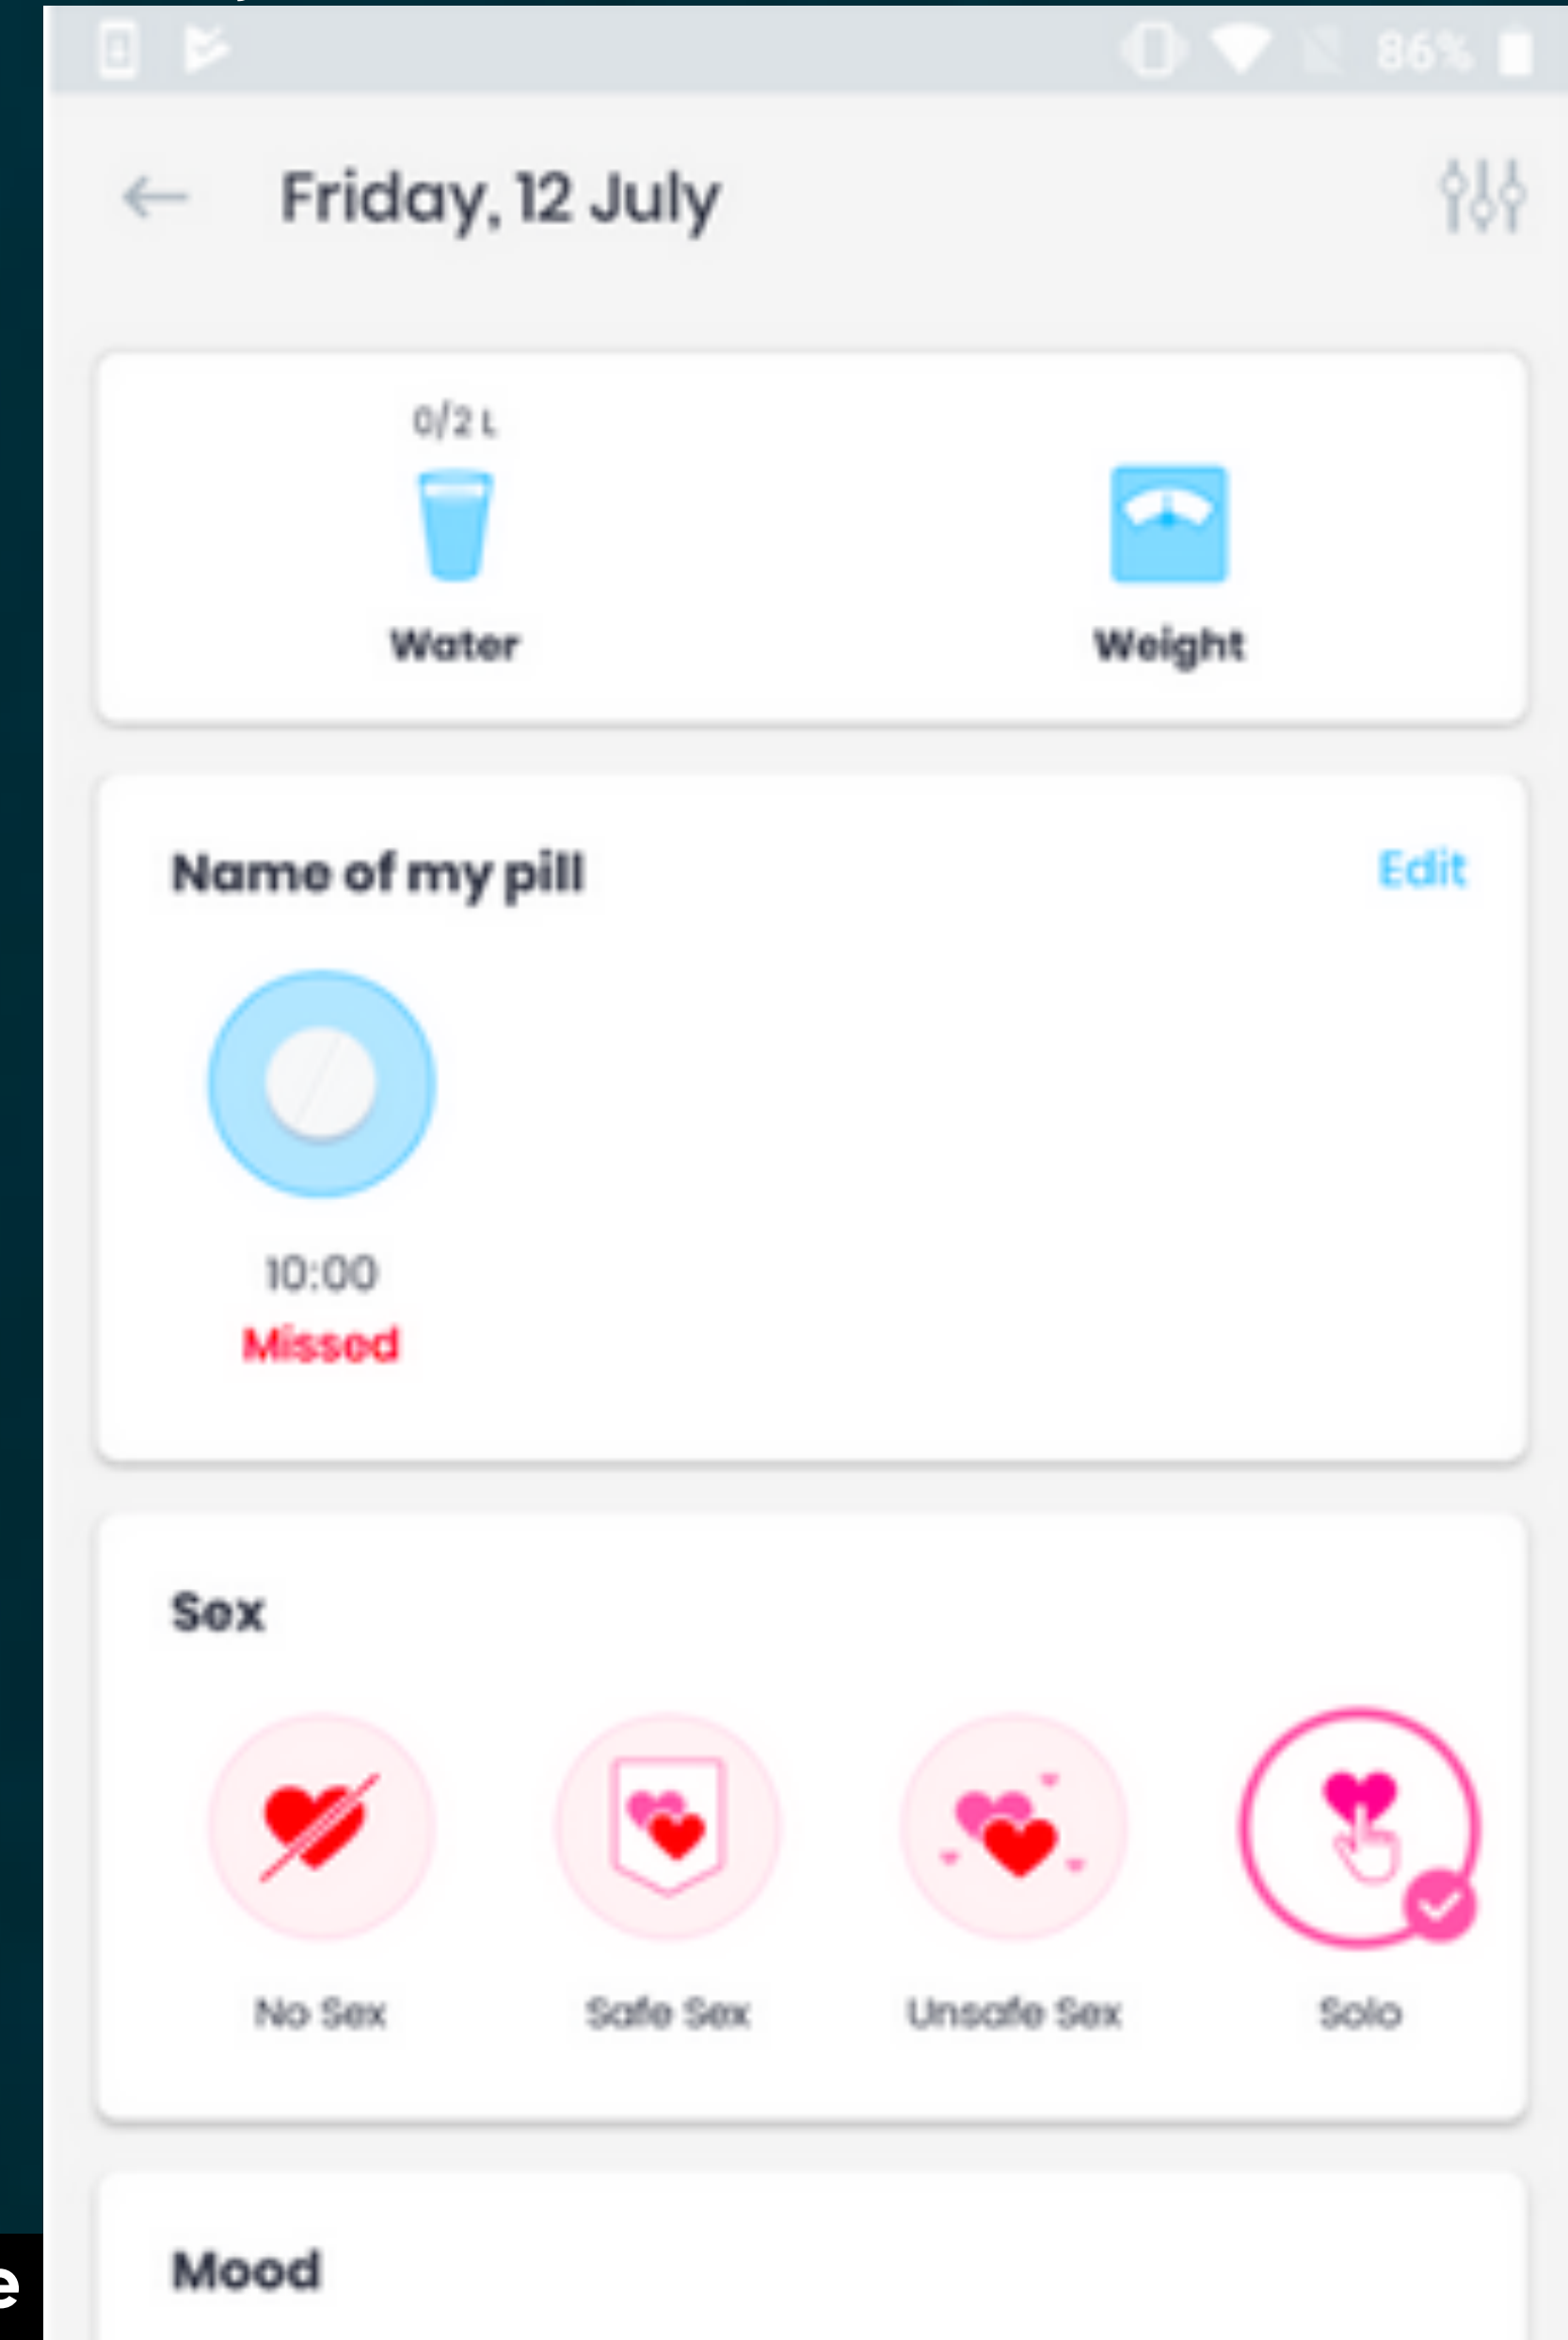 86%
Friday, 12 July
0/2 L
Water
Weight
Name of my pill
Edit
10:00
Missed
Sex
No Sex
Safe Sex
Unsafe Sex
Solo
Mood
e